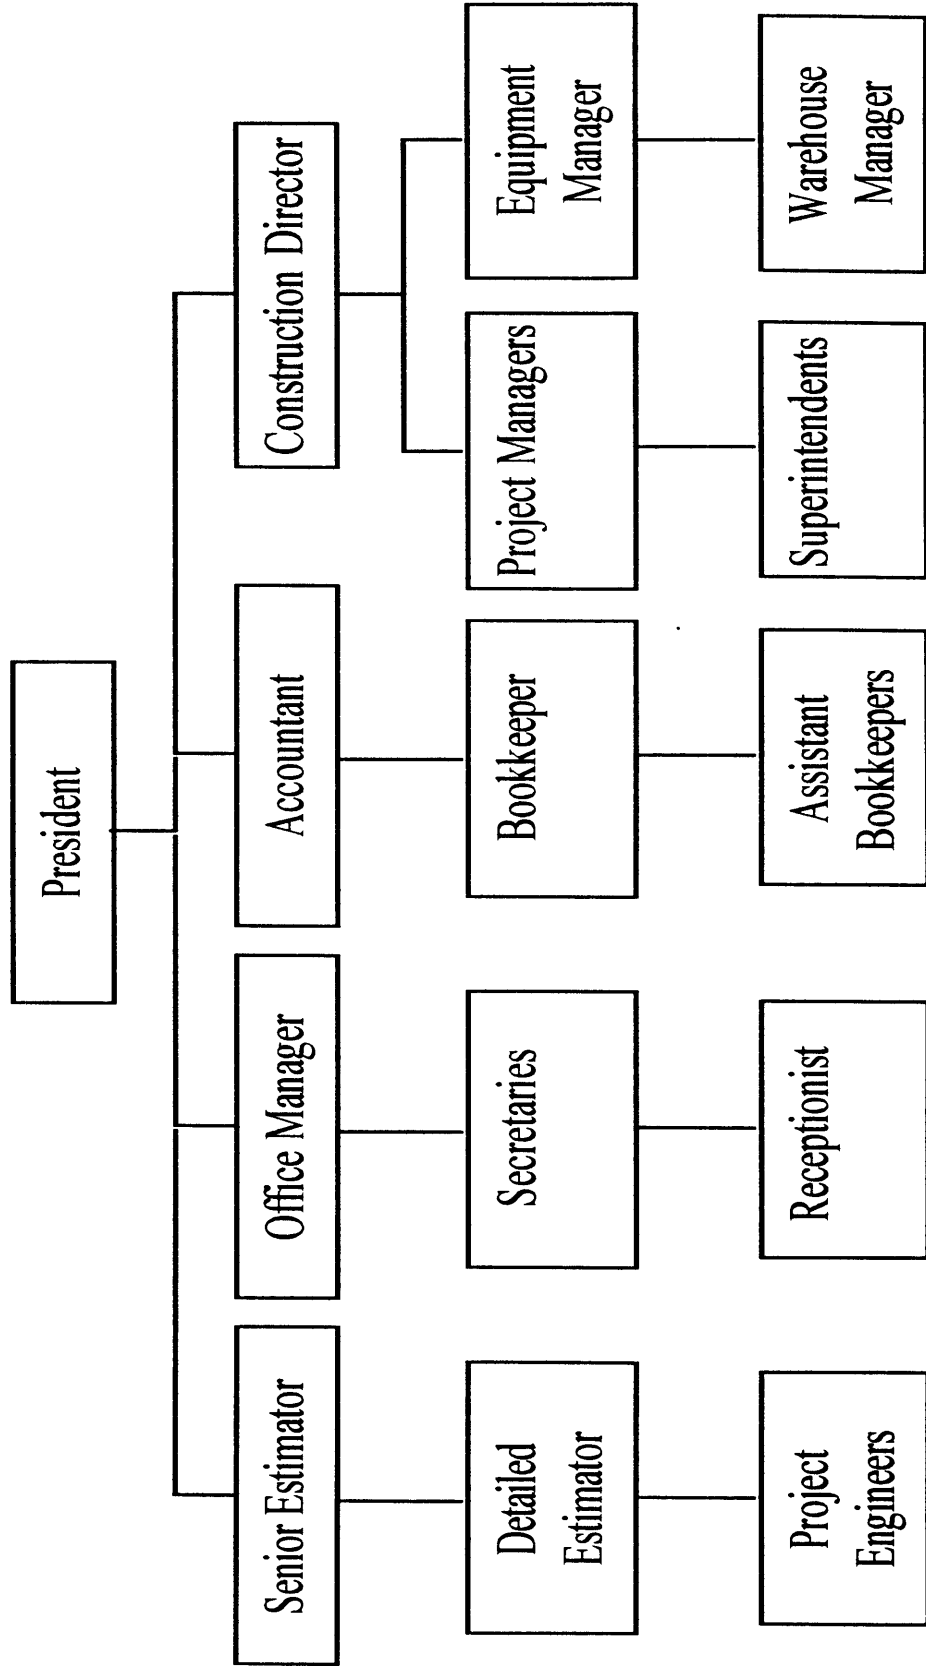 President
Senior Estimator
Office Manager
Accountant
Construction Director
Detailed
Estimator
Secretaries
Bookkeeper
Project Managers
Equipment
Manager
Project
Engineers
Receptionist
Assistant
Bookkeepers
Superintendents
Warehouse
Manager